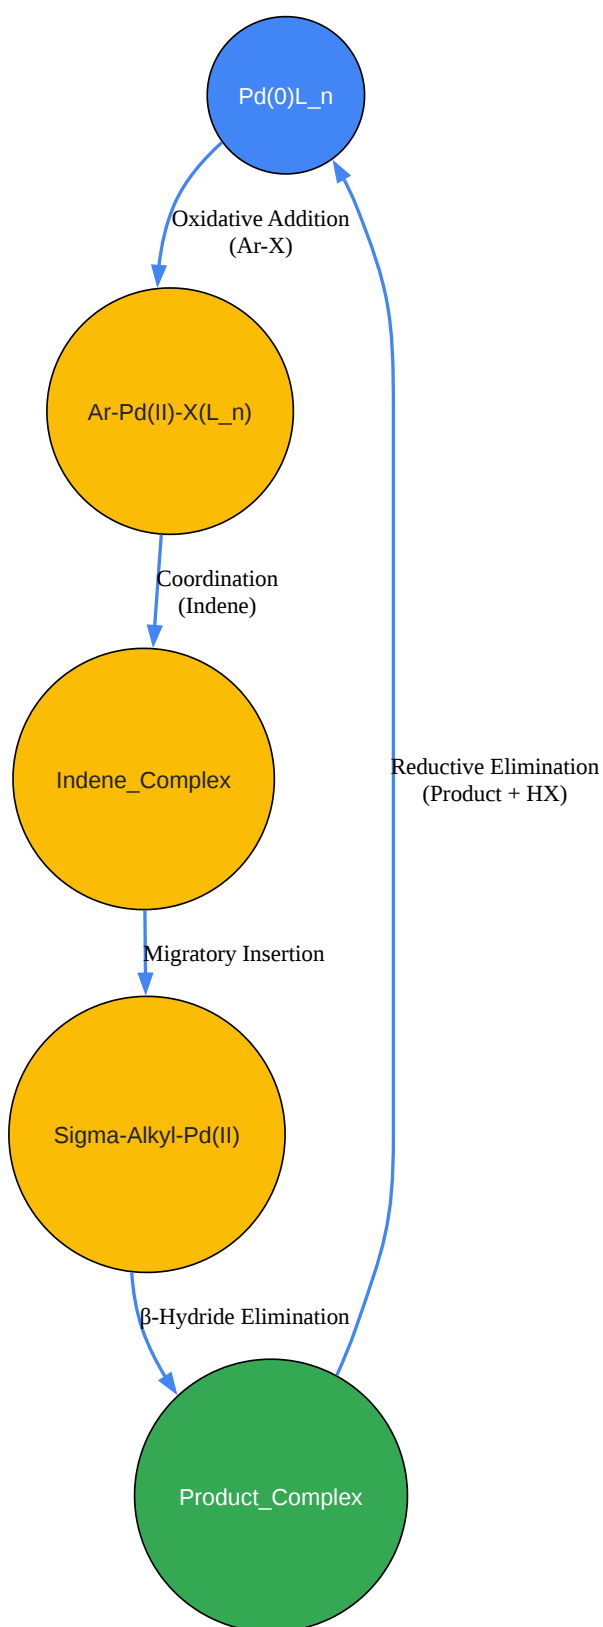 Pd(0)L_n
Oxidative Addition
(Ar-X)
Ar-Pd(II)-X(L_n)
Coordination
(Indene)
Indene_Complex
Reductive Elimination
(Product + HX)
Migratory Insertion
Sigma-Alkyl-Pd(II)
β-Hydride Elimination
Product_Complex